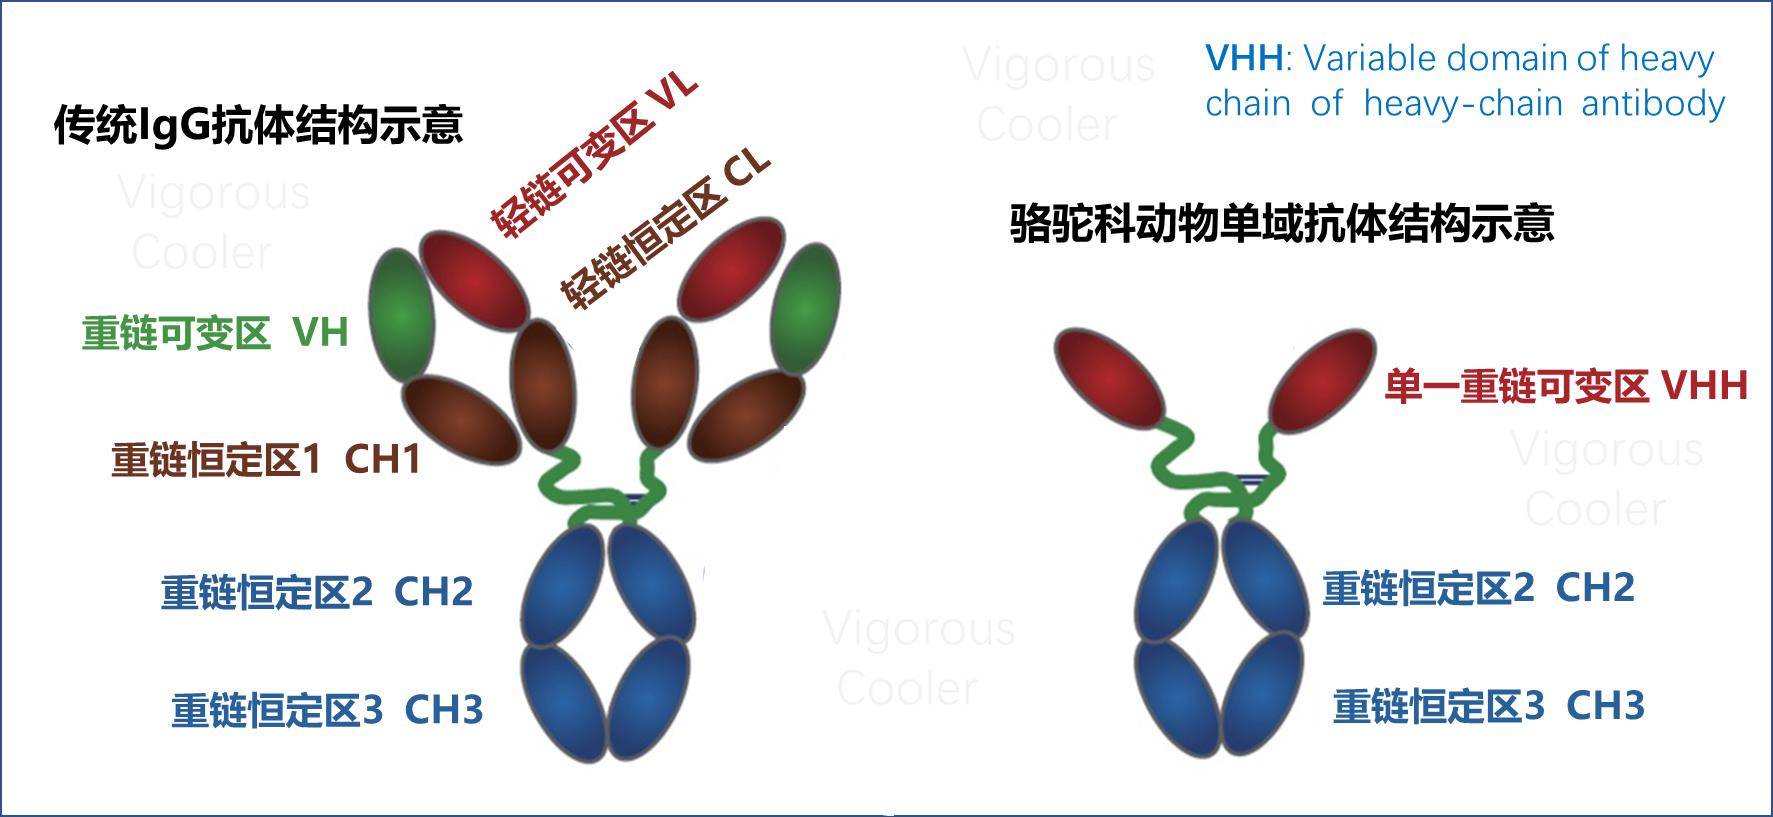 VHH: Variable domain of heavy
chain of heavy-chain antibody
传统IgG抗体结构示意
骆驼科动物单域抗体结构示意
轻链可变区 VL
轻链恒定区 CL
重链可变区 VH
重链恒定区1 CH1
重链恒定区2 CH2
重链恒定区3 CH3
单一重链可变区 VHH
重链恒定区2 CH2
重链恒定区3 CH3
Vigorous
Cooler
Vigorous
Cooler
Vigorous
Cooler
Vigorous
Cooler